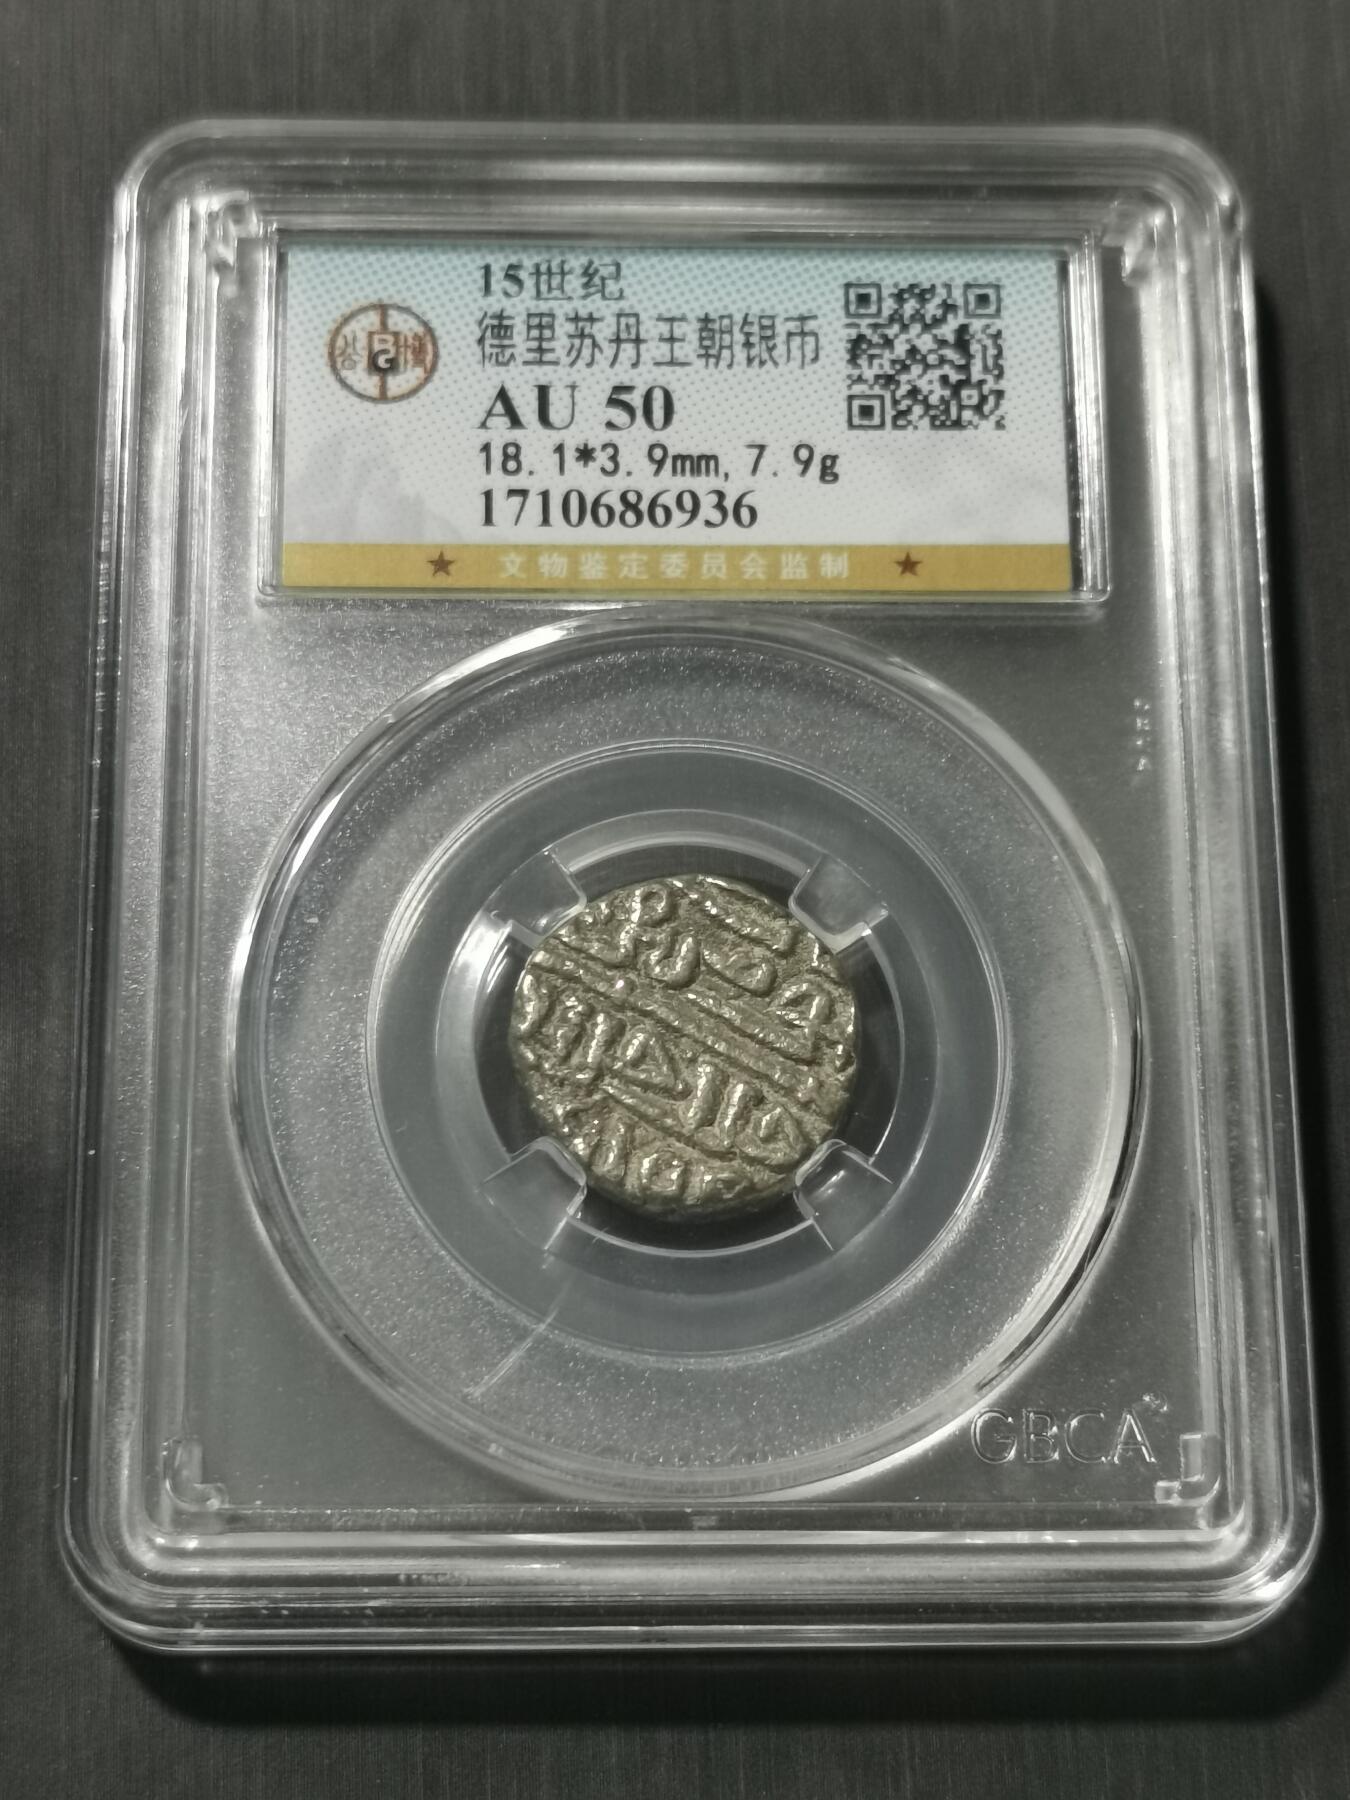 15世纪
德里苏丹王朝银币
AU 50
18.1*3.9mm,7.9g
1710686936
★ 文物鉴定委员会监制 ★
GBCA